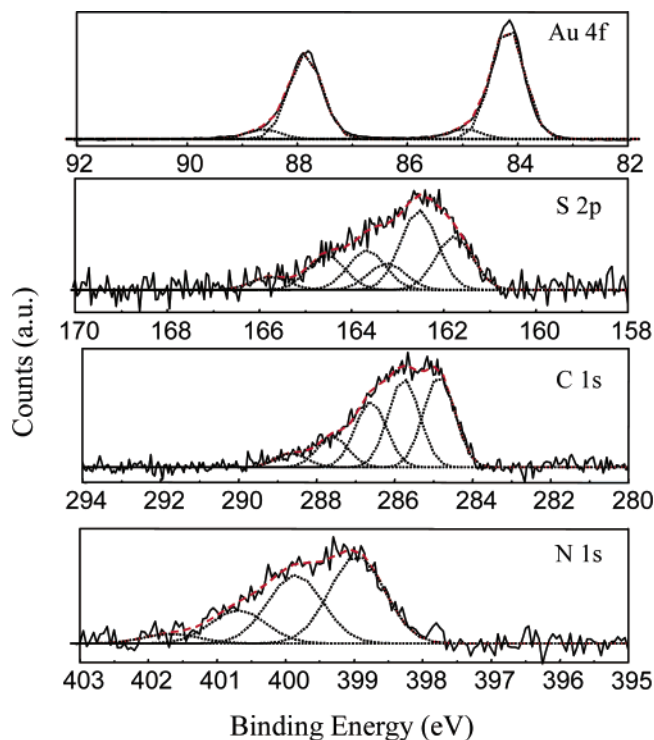 Au 4f
92 90 88 86 84 82
S 2p
170 168 166 164 162 160 158
C 1s
294 292 290 288 286 284 282 280
N 1s
403 402 401 400 399 398 397 396 395
Counts (a.u.)
Binding Energy (eV)